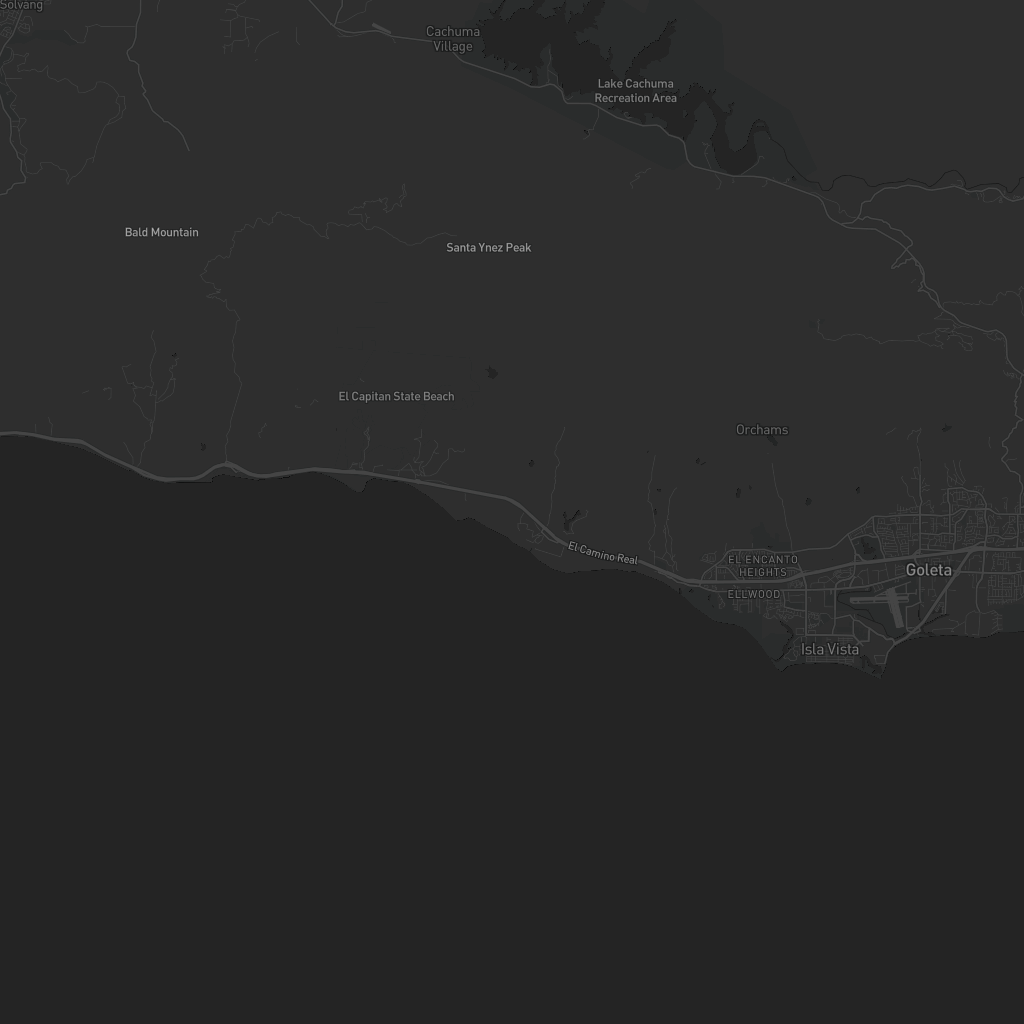 Solvang
Cachuma
Village
Lake Cachuma
Recreation Area
Bald Mountain
Santa Ynez Peak
El Capitan State Beach
Orchams
El Camino Real
EL ENCANTO
HEIGHTS
Goleta
ELLWOOD
Isla Vista